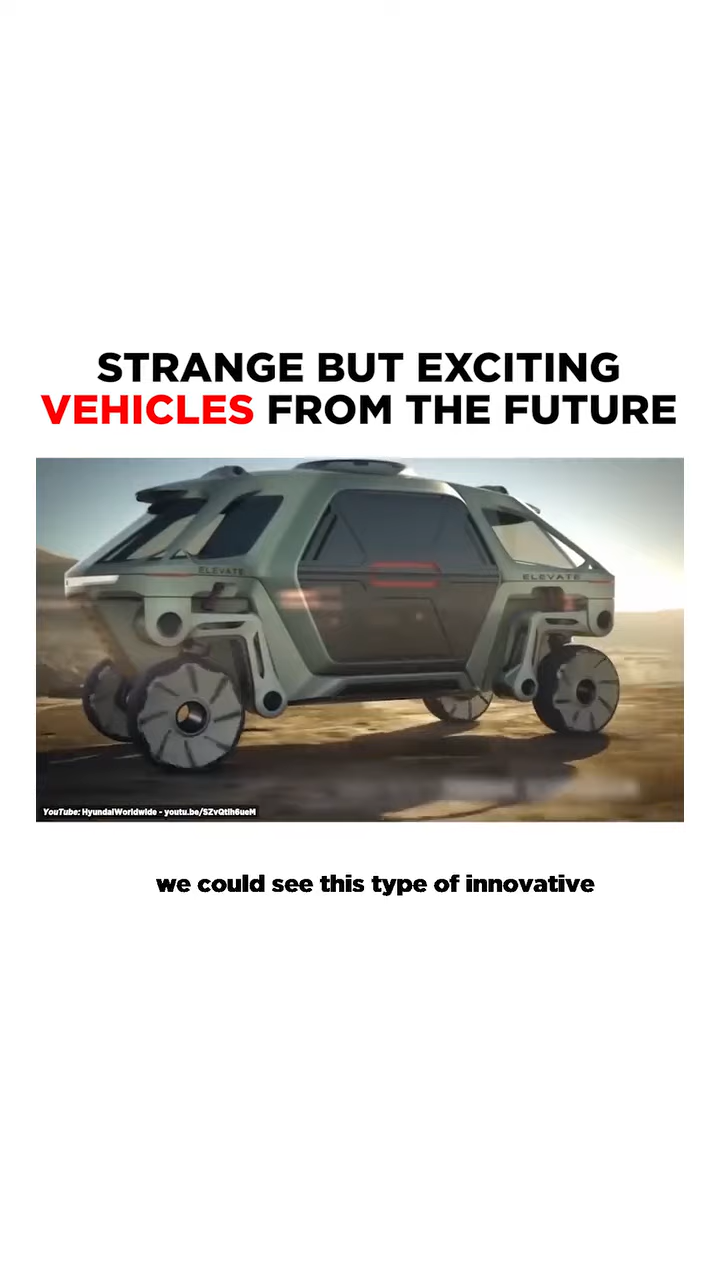 STRANGE BUT EXCITING
VEHICLES FROM THE FUTURE
ELEVATE
ELEVATE
YouTube: HyundaiWorldwide - youtu.be/SZvQtIh6ueM
we could see this type of innovative